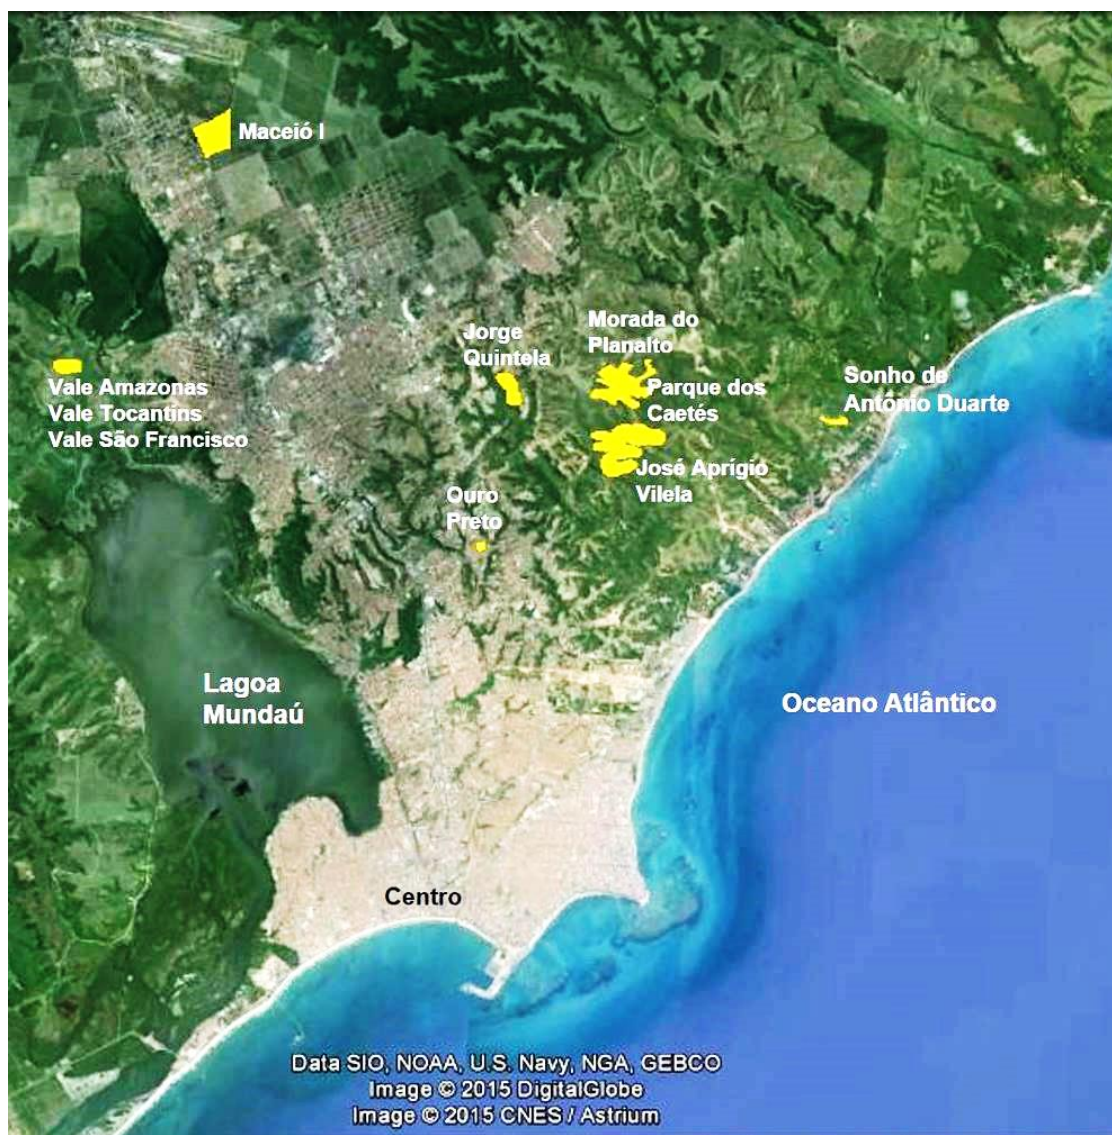 Maceió I
Morada do
Planalto
Jorge
Quintela
Vale Amazonas
Vale Tocantins
Vale São Francisco
Parque dos
Caetés
Sonho de
Antônio Duarte
José Aprígio
Vilela
Ouro
Preto
Lagoa
Mundaú
Oceano Atlântico
Centro
Data SIO, NOAA, U.S. Navy, NGA, GEBCO
Image © 2015 DigitalGlobe
Image © 2015 CNES / Astrium